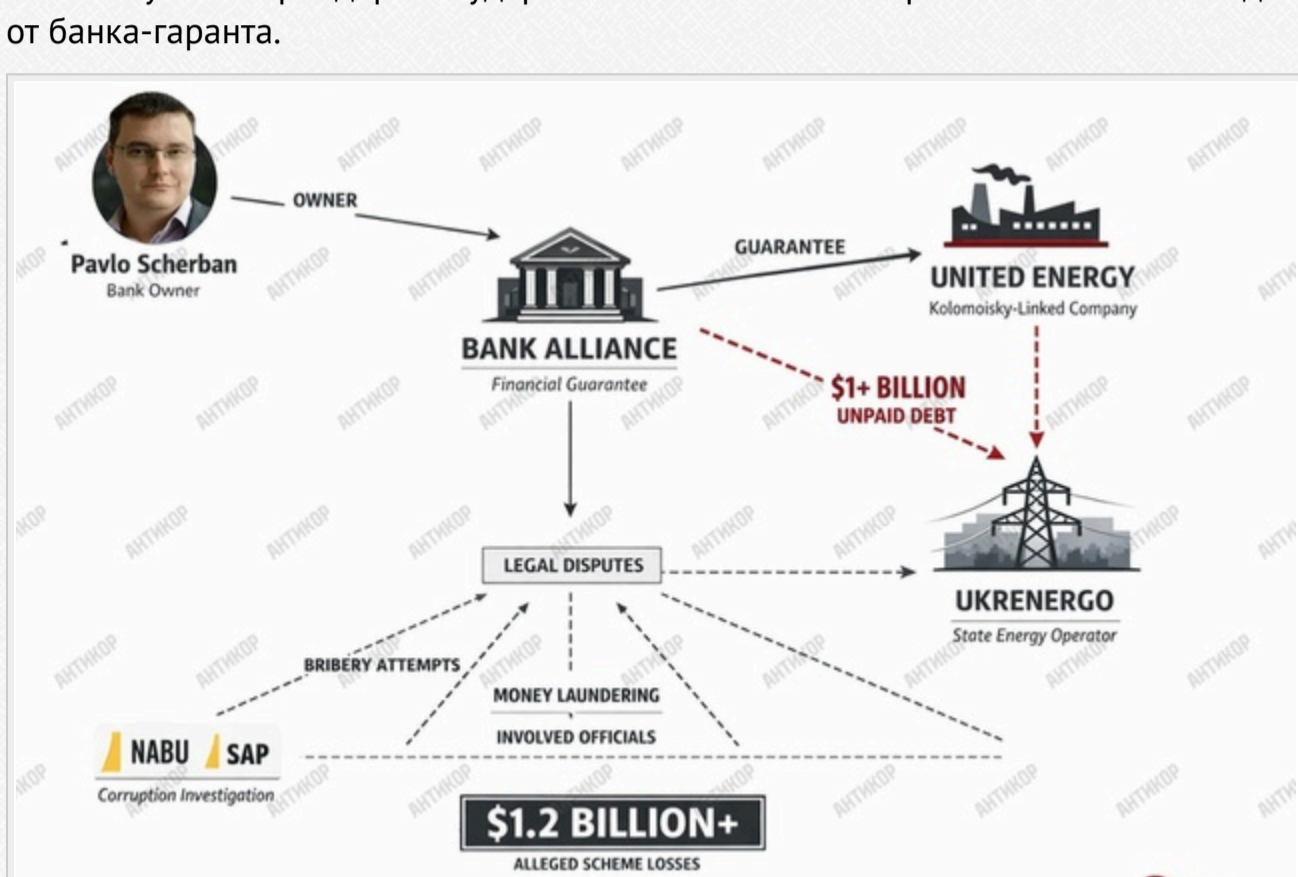 от банка-гаранта.
OWNER
Pavlo Scherban
Bank Owner
BANK ALLIANCE
Financial Guarantee
GUARANTEE
UNITED ENERGY
Kolomoisky-Linked Company
$1+ BILLION
UNPAID DEBT
LEGAL DISPUTES
UKRENERGO
State Energy Operator
BRIBERY ATTEMPTS
MONEY LAUNDERING
INVOLVED OFFICIALS
NABU SAP
Corruption Investigation
$1.2 BILLION+
ALLEGED SCHEME LOSSES
АНТИКОР